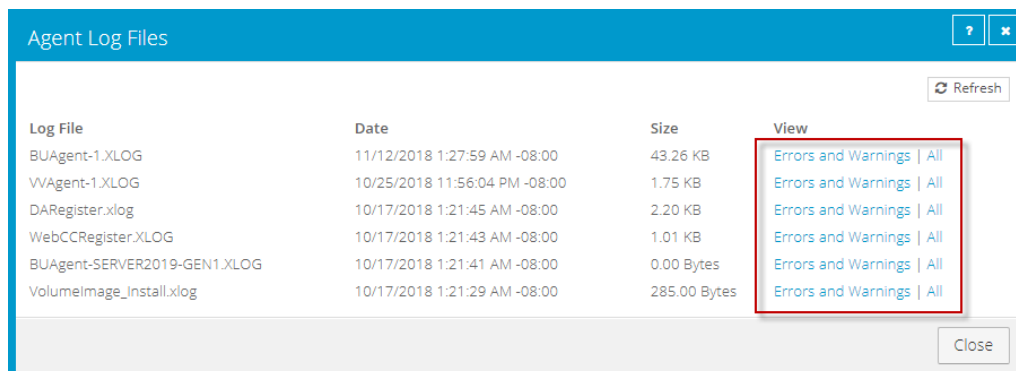 Agent Log Files
? ×
Refresh
Log File Date Size View
BUAgent-1.XLOG 11/12/2018 1:27:59 AM -08:00 43.26 KB Errors and Warnings | All
VVAgent-1.XLOG 10/25/2018 11:56:04 PM -08:00 1.75 KB Errors and Warnings | All
DARegister.xlog 10/17/2018 1:21:45 AM -08:00 2.20 KB Errors and Warnings | All
WebCCRegister.XLOG 10/17/2018 1:21:43 AM -08:00 1.01 KB Errors and Warnings | All
BUAgent-SERVER2019-GEN1.XLOG 10/17/2018 1:21:41 AM -08:00 0.00 Bytes Errors and Warnings | All
VolumeImage_Install.xlog 10/17/2018 1:21:29 AM -08:00 285.00 Bytes Errors and Warnings | All
Close